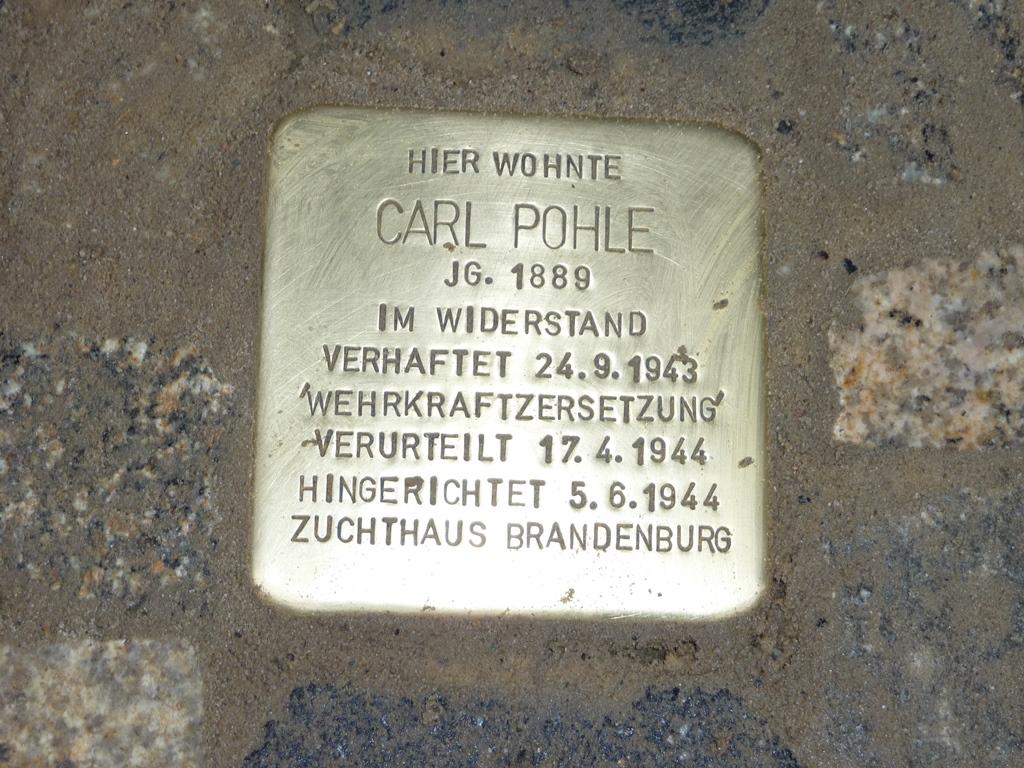 HIER WOHNTE
CARL POHLE
JG. 1889
IM WIDERSTAND
VERHAFTET 24.9.1943
'WEHRKRAFTZERSETZUNG'
VERURTEILT 17.4.1944
HINGERICHTET 5.6.1944
ZUCHTHAUS BRANDENBURG